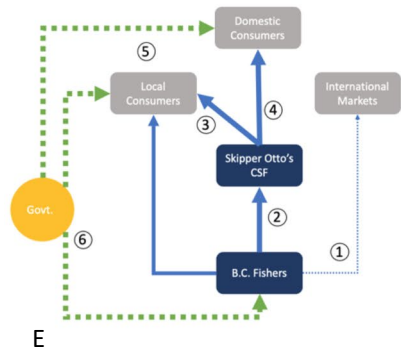 Domestic
Consumers
⑤
Local
Consumers
International
Markets
③
④
Skipper Otto's
CSF
Govt.
②
⑥
①
B.C. Fishers
E